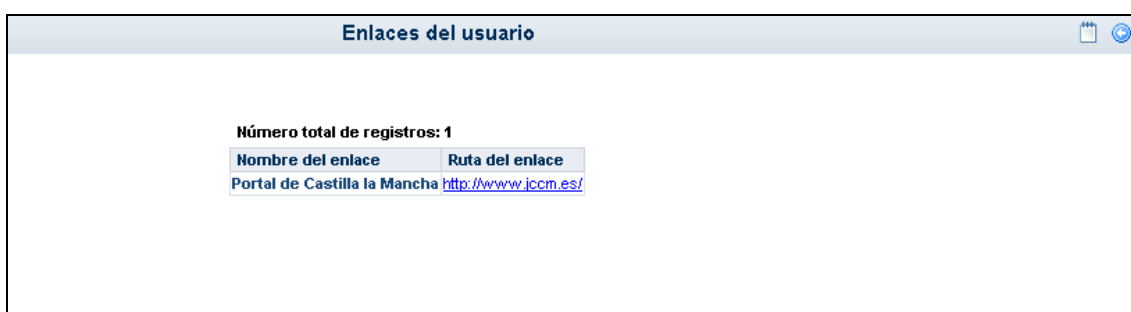 Enlaces del usuario
Número total de registros: 1
Nombre del enlace Ruta del enlace
Portal de Castilla la Mancha http://www.jccm.es/